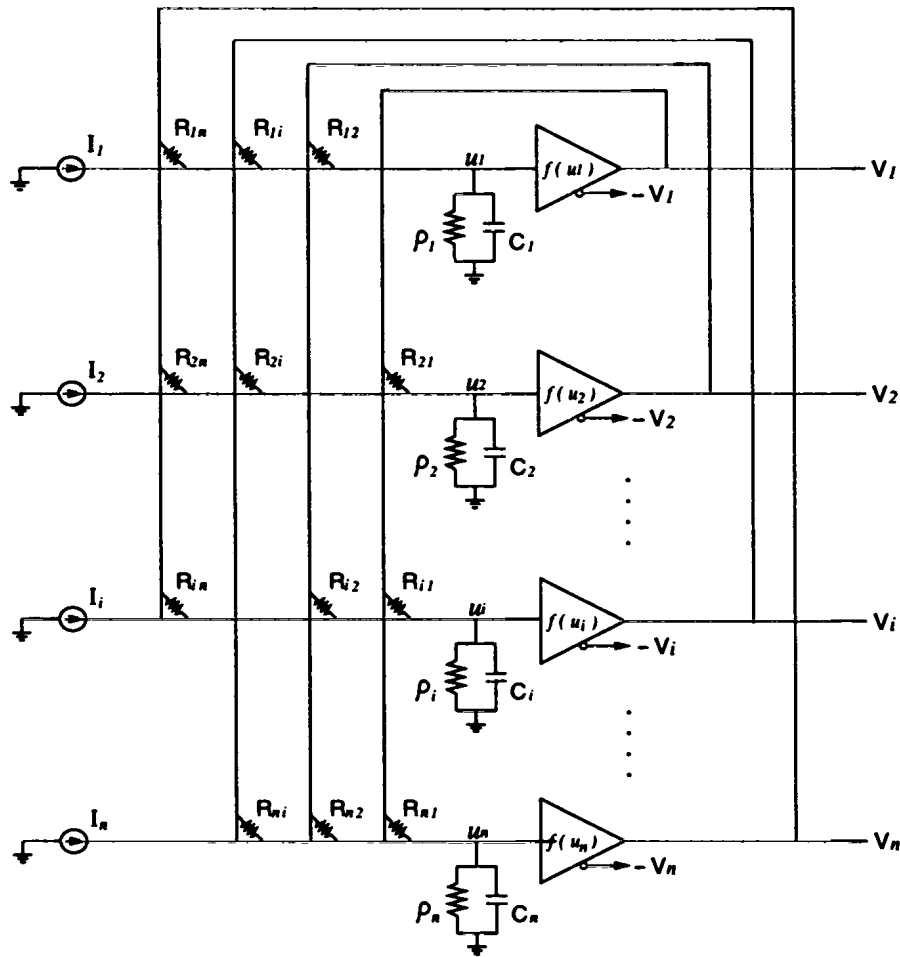 R1n R1i R12
I1 u1 f(u1) V1
-V1
ρ1 C1
R2n R2i R21
I2 u2 f(u2) V2
-V2
ρ2 C2
Rin Ri2 Ri1
Ii ui f(ui) Vi
-Vi
ρi Ci
Rni Rn2 Rn1
In un f(un) Vn
-Vn
ρn Cn